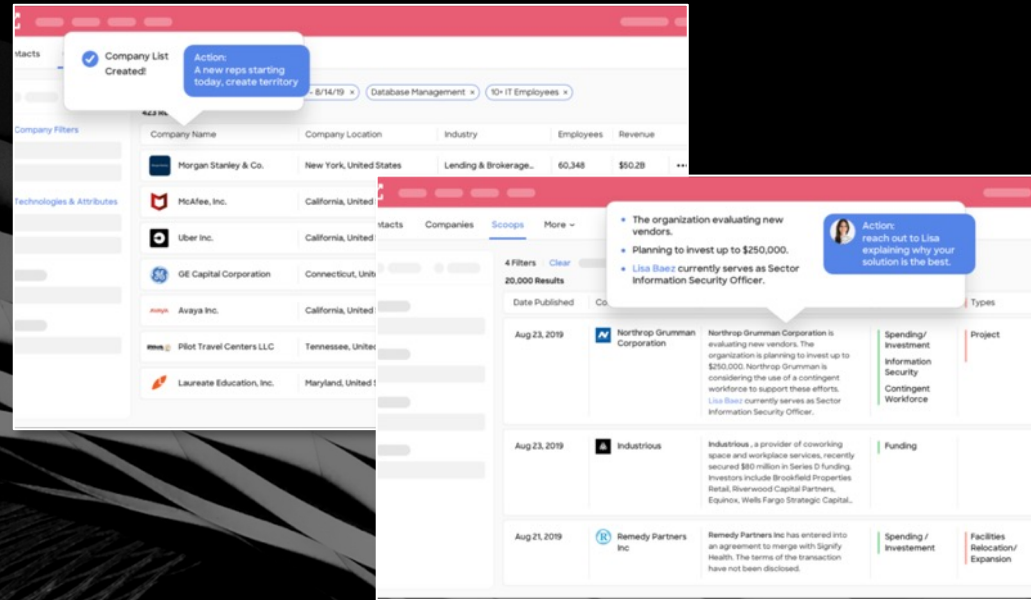 tacts
Company List
Created!
Action:
A new reps starting
today, create territory
- 8/14/19 ×
Database Management ×
10+ IT Employees ×
Company Filters
Technologies & Attributes
Company Name Company Location Industry Employees Revenue
Morgan Stanley & Co. New York, United States Lending & Brokerage... 60,348 $50.2B •••
McAfee, Inc. California, United
Uber Inc. California, United
GE Capital Corporation Connecticut, Unit
Avaya Inc. California, United
Pilot Travel Centers LLC Tennessee, Unitec
Laureate Education, Inc. Maryland, United
ntacts Companies Scoops More
• The organization evaluating new
vendors.
• Planning to invest up to $250,000.
• Lisa Baez currently serves as Sector
Information Security Officer.
Action:
reach out to Lisa
explaining why your
solution is the best.
4 Filters Clear
20,000 Results
Date Published Co Types
Aug 23, 2019
Northrop Grumman
Corporation
Northrop Grumman Corporation is
evaluating new vendors. The
organization is planning to invest up to
$250,000. Northrop Grumman is
considering the use of a contingent
workforce to support these efforts.
Lisa Baez currently serves as Sector
Information Security Officer.
Spending/
Investment
Information
Security
Contingent
Workforce
Project
Aug 23, 2019
Industrious
Industrious , a provider of coworking
space and workplace services, recently
secured $80 million in Series D funding.
Investors include Brookfield Properties
Retail, Riverwood Capital Partners,
Equinox, Wells Fargo Strategic Capital...
Funding
Aug 21, 2019
Remedy Partners
Inc
Remedy Partners Inc has entered into
an agreement to merge with Signify
Health. The terms of the transaction
have not been disclosed.
Spending /
Investement
Facilities
Relocation/
Expansion